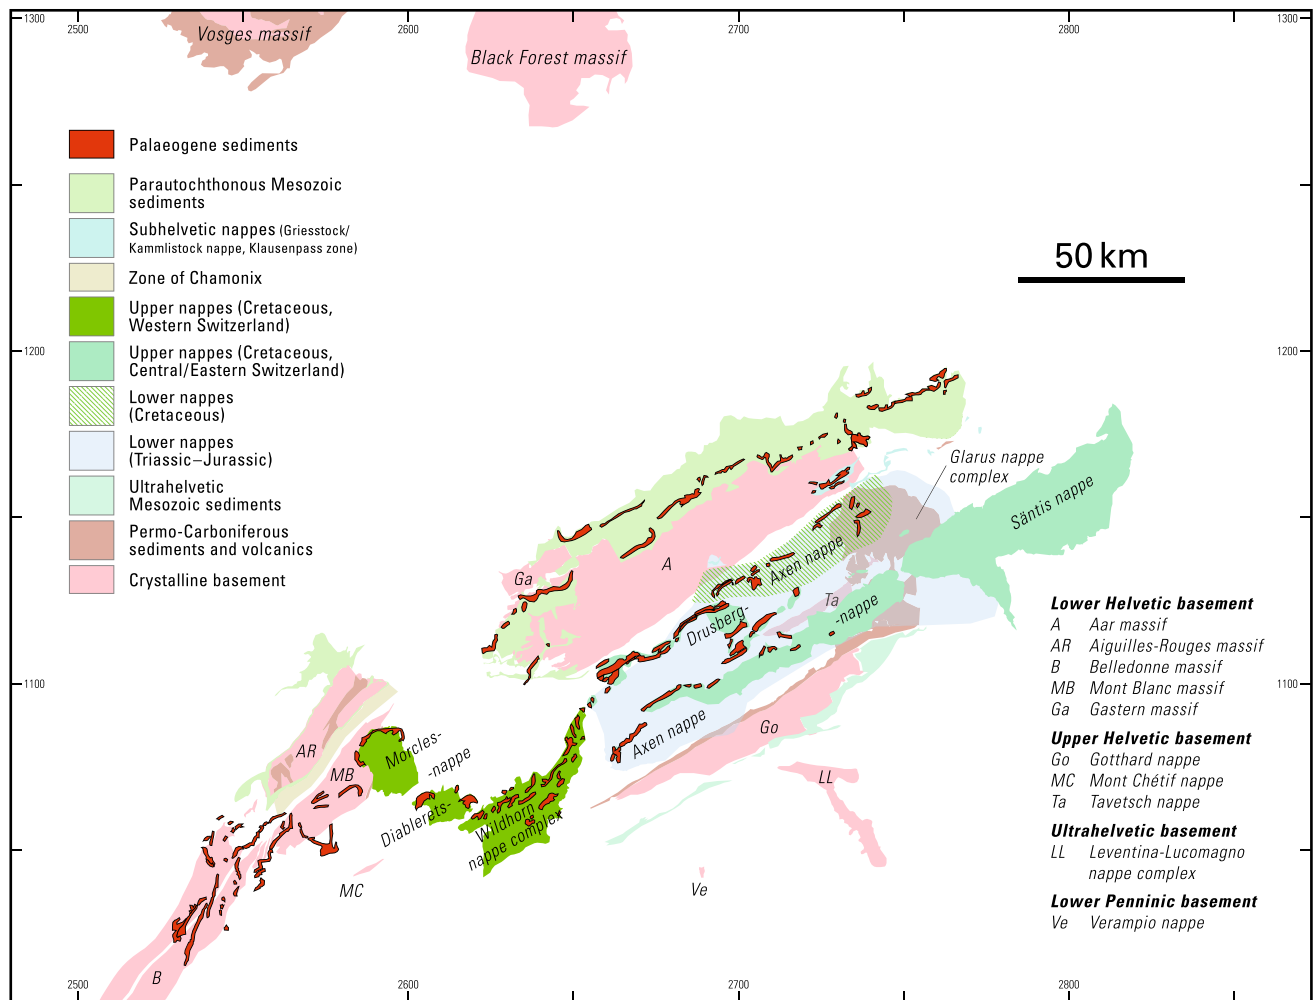 2500
2600
2700
2800
1300
1300
Vosges massif
Black Forest massif
Palaeogene sediments
Parautochthonous Mesozoic
sediments
Subhelvetic nappes (Griesstock/
Kammlistock nappe, Klausenpass zone)
Zone of Chamonix
Upper nappes (Cretaceous,
Western Switzerland)
Upper nappes (Cretaceous,
Central/Eastern Switzerland)
Lower nappes
(Cretaceous)
Lower nappes
(Triassic–Jurassic)
Ultrahelvetic
Mesozoic sediments
Permo-Carboniferous
sediments and volcanics
Crystalline basement
50 km
1200
1200
Glarus nappe
complex
Säntis nappe
Axen nappe
A
Ga
Ta
Drusberg-
-nappe
Axen nappe
Go
1100
1100
AR
MB
Morcles-
-nappe
Diablerets-
Wildhorn
nappe complex
LL
MC
Ve
B
Lower Helvetic basement
A Aar massif
AR Aiguilles-Rouges massif
B Belledonne massif
MB Mont Blanc massif
Ga Gastern massif
Upper Helvetic basement
Go Gotthard nappe
MC Mont Chétif nappe
Ta Tavetsch nappe
Ultrahelvetic basement
LL Leventina-Lucomagno
nappe complex
Lower Penninic basement
Ve Verampio nappe
2500
2600
2700
2800